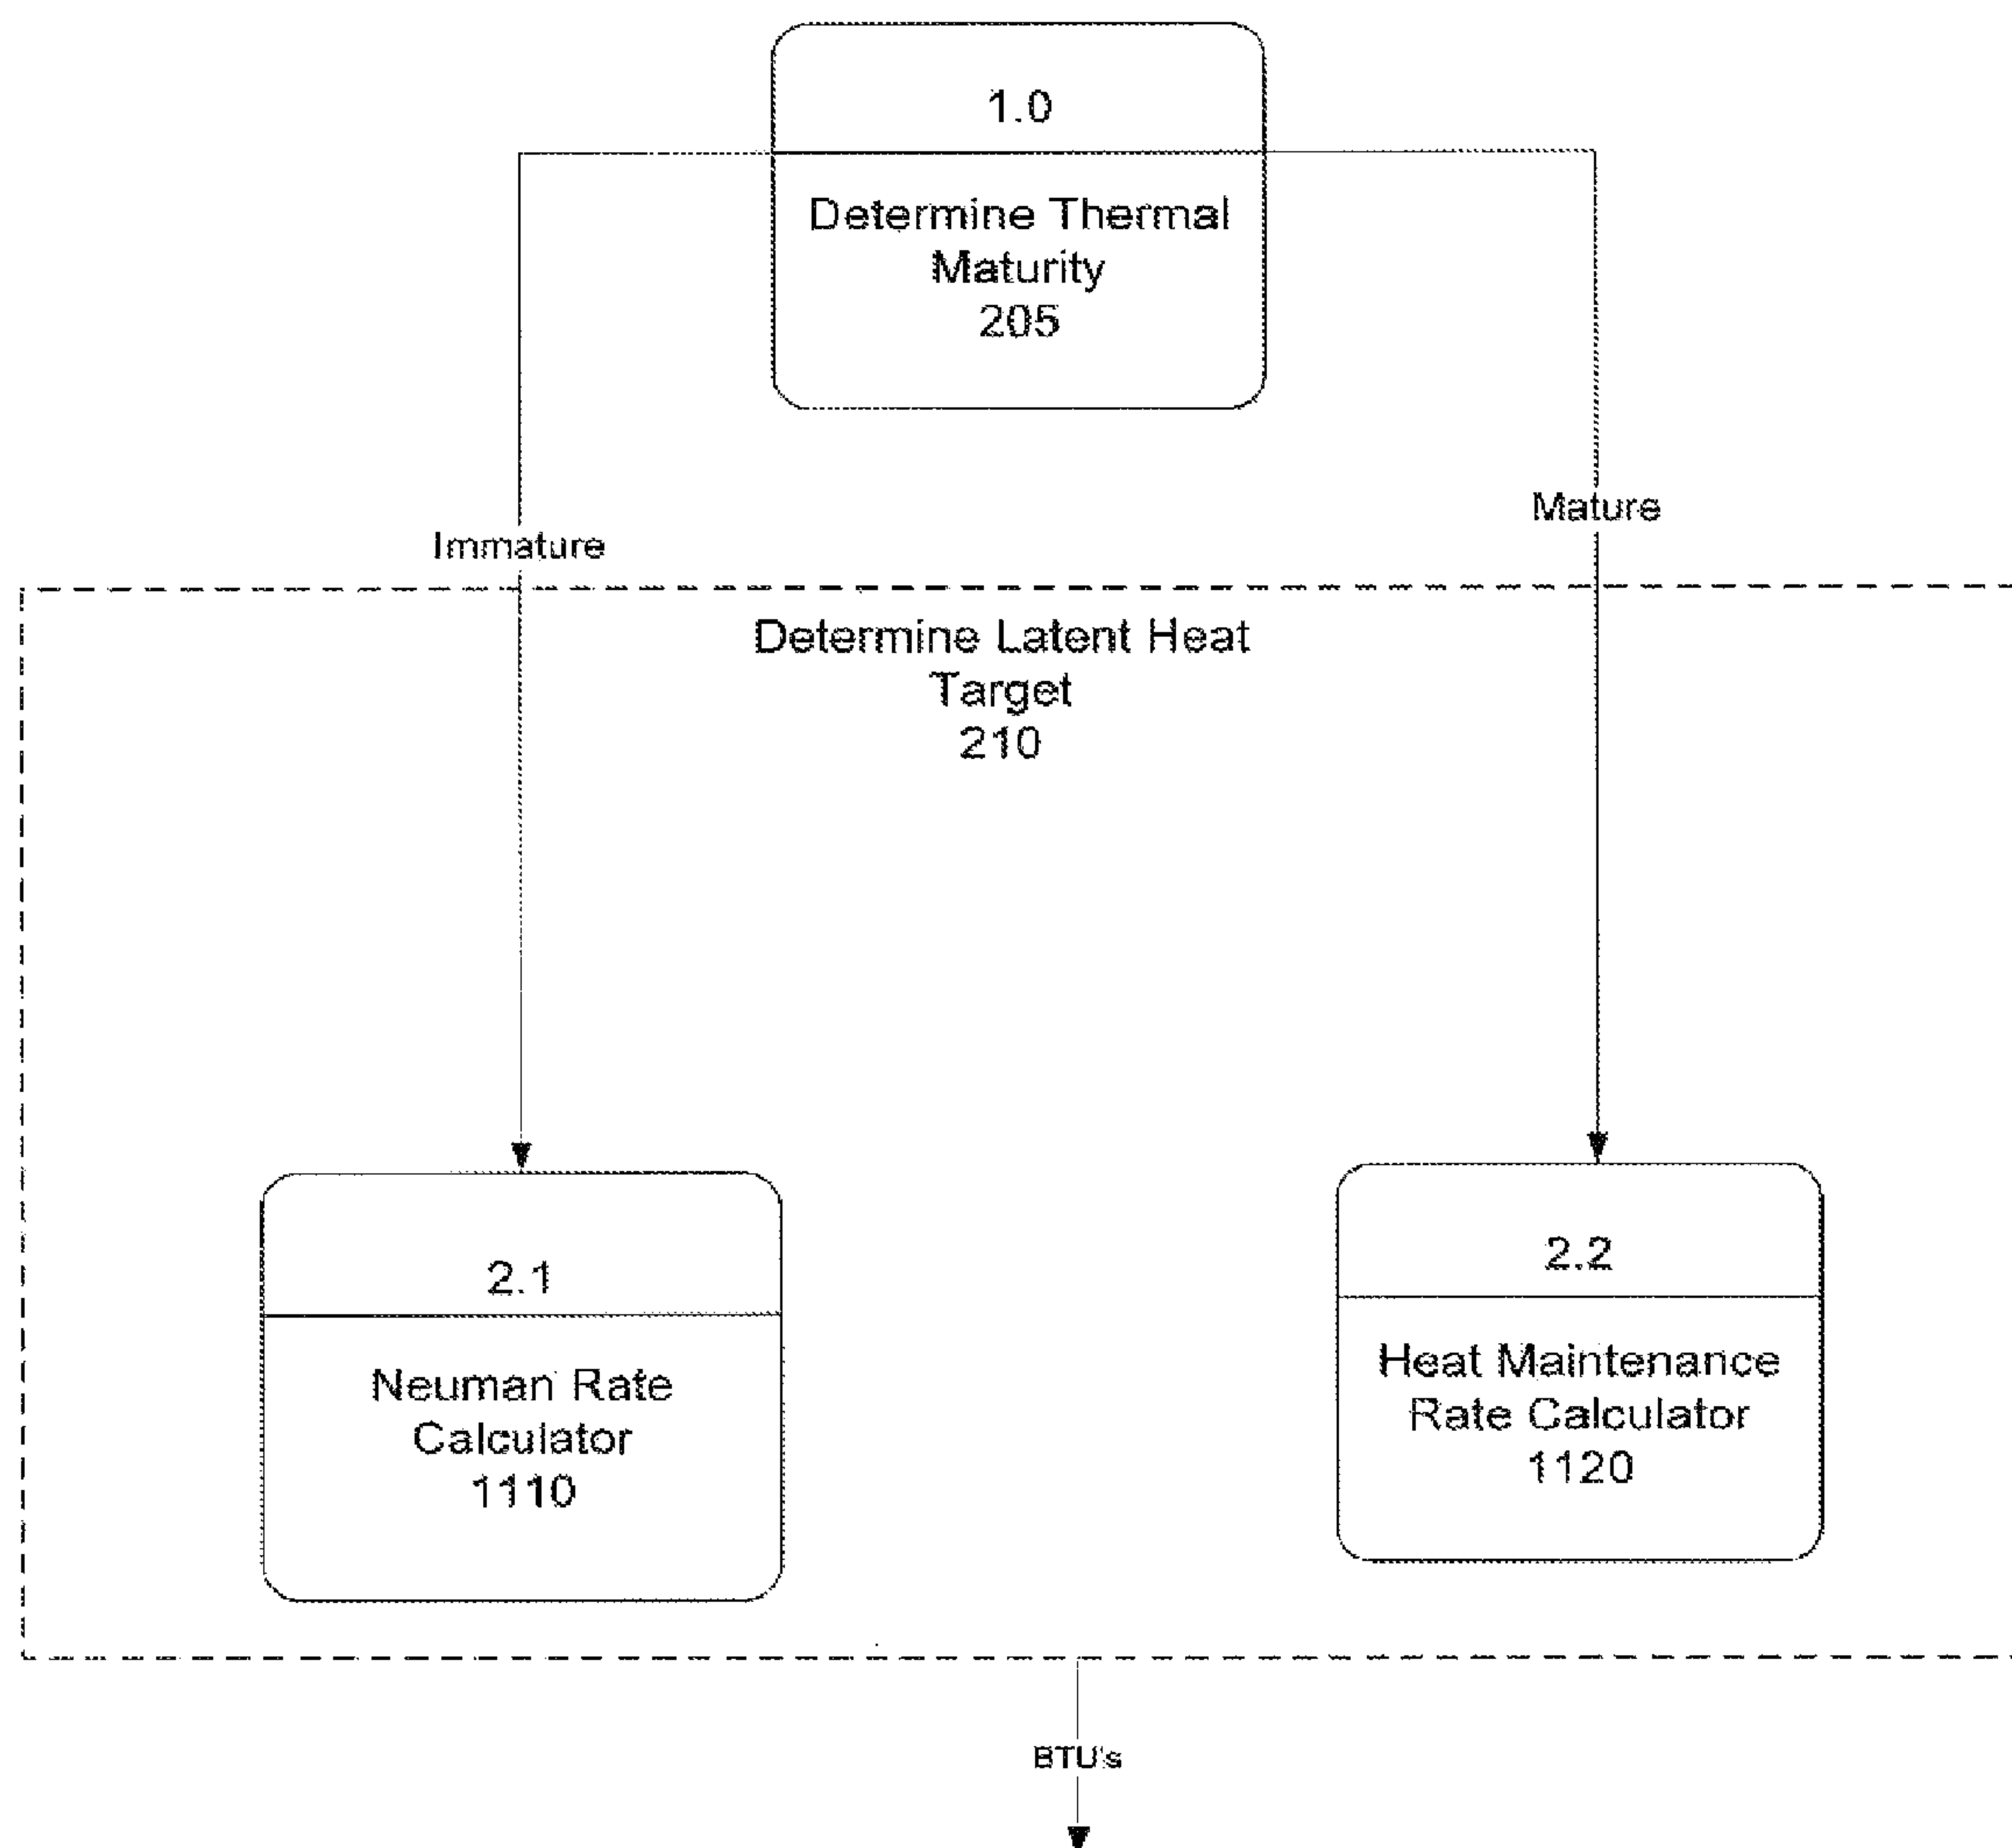 1.0
Determine Thermal
Maturity
205
Immature
Mature
Determine Latent Heat
Target
210
2.1
Neuman Rate
Calculator
1110
2.2
Heat Maintenance
Rate Calculator
1120
BTU's